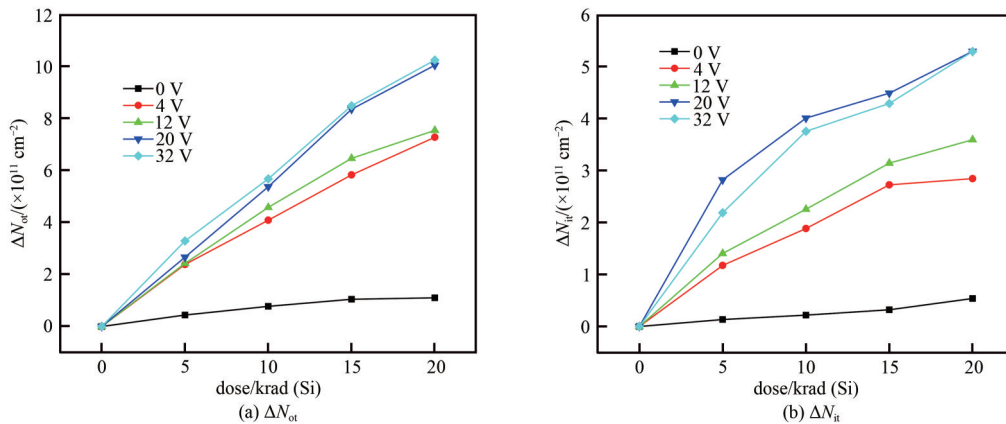 12
10
8
6
4
2
0
ΔN_ot/(×10^11 cm^−2)
0 V
4 V
12 V
20 V
32 V
0 5 10 15 20
dose/krad (Si)
(a) ΔN_ot
6
5
4
3
2
1
0
ΔN_it/(×10^11 cm^−2)
0 V
4 V
12 V
20 V
32 V
0 5 10 15 20
dose/krad (Si)
(b) ΔN_it